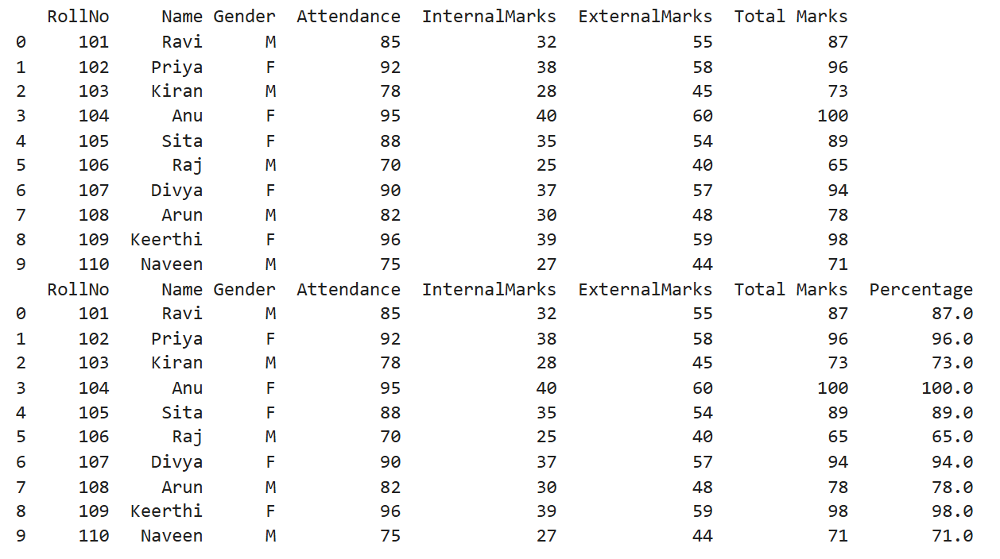 RollNo Name Gender Attendance InternalMarks ExternalMarks Total Marks
0 101 Ravi M 85 32 55 87
1 102 Priya F 92 38 58 96
2 103 Kiran M 78 28 45 73
3 104 Anu F 95 40 60 100
4 105 Sita F 88 35 54 89
5 106 Raj M 70 25 40 65
6 107 Divya F 90 37 57 94
7 108 Arun M 82 30 48 78
8 109 Keerthi F 96 39 59 98
9 110 Naveen M 75 27 44 71
RollNo Name Gender Attendance InternalMarks ExternalMarks Total Marks Percentage
0 101 Ravi M 85 32 55 87 87.0
1 102 Priya F 92 38 58 96 96.0
2 103 Kiran M 78 28 45 73 73.0
3 104 Anu F 95 40 60 100 100.0
4 105 Sita F 88 35 54 89 89.0
5 106 Raj M 70 25 40 65 65.0
6 107 Divya F 90 37 57 94 94.0
7 108 Arun M 82 30 48 78 78.0
8 109 Keerthi F 96 39 59 98 98.0
9 110 Naveen M 75 27 44 71 71.0